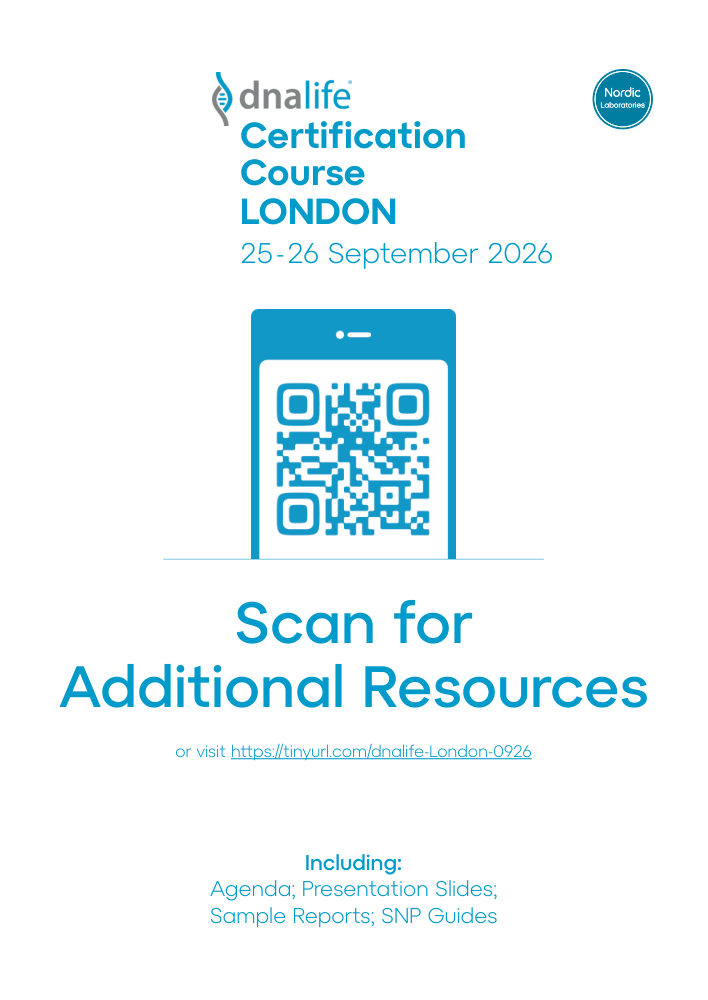 dnalife®
Nordic
Laboratories
Certification
Course
LONDON
25-26 September 2026
Scan for
Additional Resources
or visit https://tinyurl.com/dnalife-London-0926
Including:
Agenda; Presentation Slides;
Sample Reports; SNP Guides